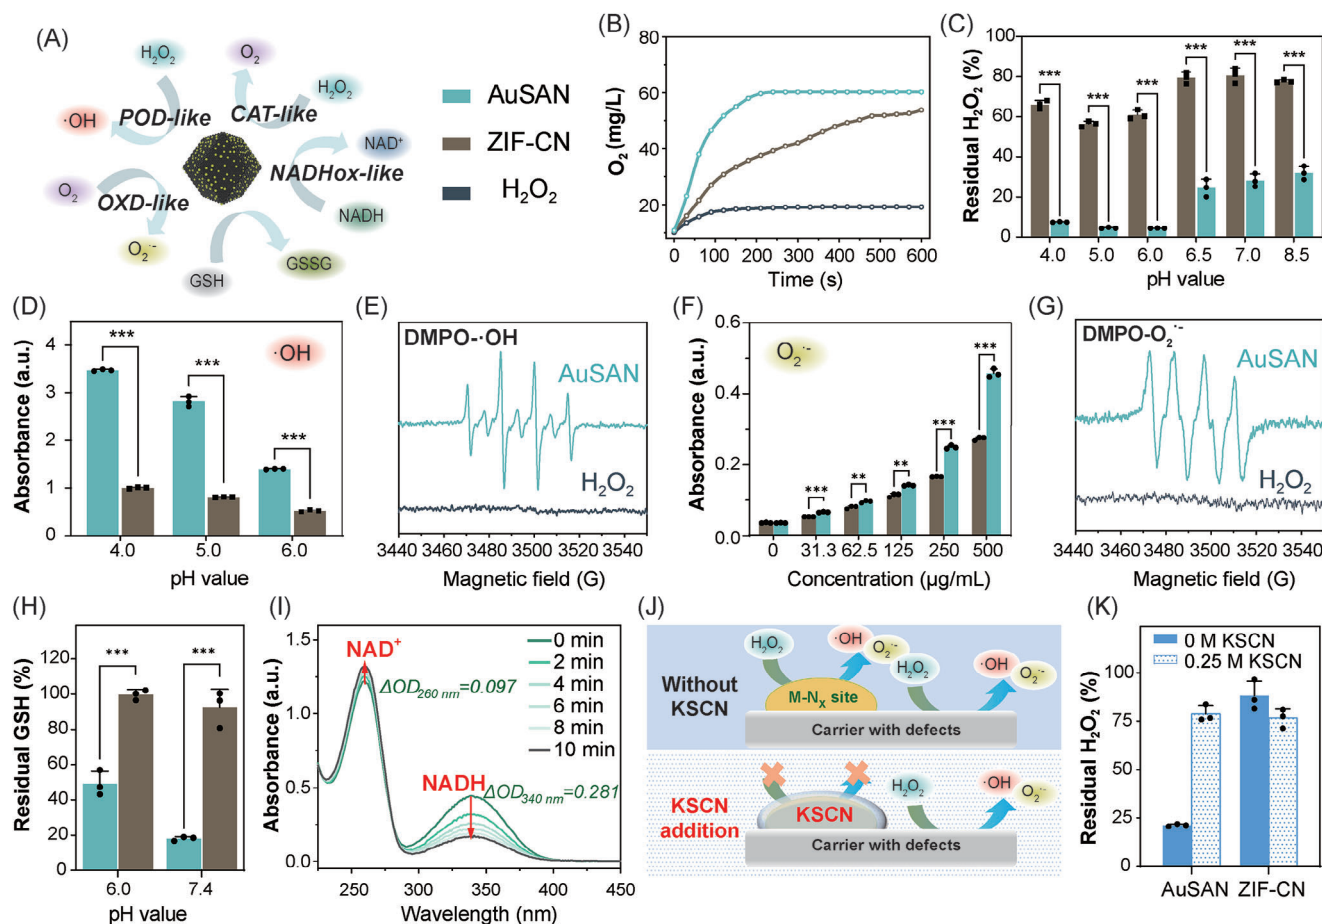 (A)
H₂O₂
O₂
H₂O₂
·OH
POD-like
CAT-like
NAD⁺
NADHox-like
O₂
OXD-like
NADH
O₂·⁻
GSH
GSSG
AuSAN
ZIF-CN
H₂O₂
(B)
O₂ (mg/L)
80
60
40
20
0 100 200 300 400 500 600
Time (s)
(C)
Residual H₂O₂ (%)
100
80
60
40
20
0
*** *** *** *** *** ***
4.0 5.0 6.0 6.5 7.0 8.5
pH value
(D)
Absorbance (a.u.)
4
3
2
1
0
*** *** ***
·OH
4.0 5.0 6.0
pH value
(E)
DMPO-·OH
AuSAN
H₂O₂
3440 3480 3510 3540
Magnetic field (G)
(F)
Absorbance (a.u.)
0.6
0.4
0.2
0.0
O₂·⁻
*** ** ** *** ***
0 31.3 62.5 125 250 500
Concentration (µg/mL)
(G)
DMPO-O₂·⁻
AuSAN
H₂O₂
3440 3480 3510 3540
Magnetic field (G)
(H)
Residual GSH (%)
120
100
80
60
40
20
0
*** ***
6.0 7.4
pH value
(I)
Absorbance (a.u.)
1.5
1.0
0.5
0.0
NAD⁺
ΔOD260 nm=0.097
NADH
ΔOD340 nm=0.281
0 min
2 min
4 min
6 min
8 min
10 min
250 300 350 400 450
Wavelength (nm)
(J)
Without
KSCN
H₂O₂
·OH
O₂·⁻
H₂O₂
·OH
O₂·⁻
M-Nx site
Carrier with defects
KSCN
addition
H₂O₂
·OH
O₂·⁻
KSCN
Carrier with defects
(K)
Residual H₂O₂ (%)
100
75
50
25
0
0 M KSCN
0.25 M KSCN
AuSAN ZIF-CN